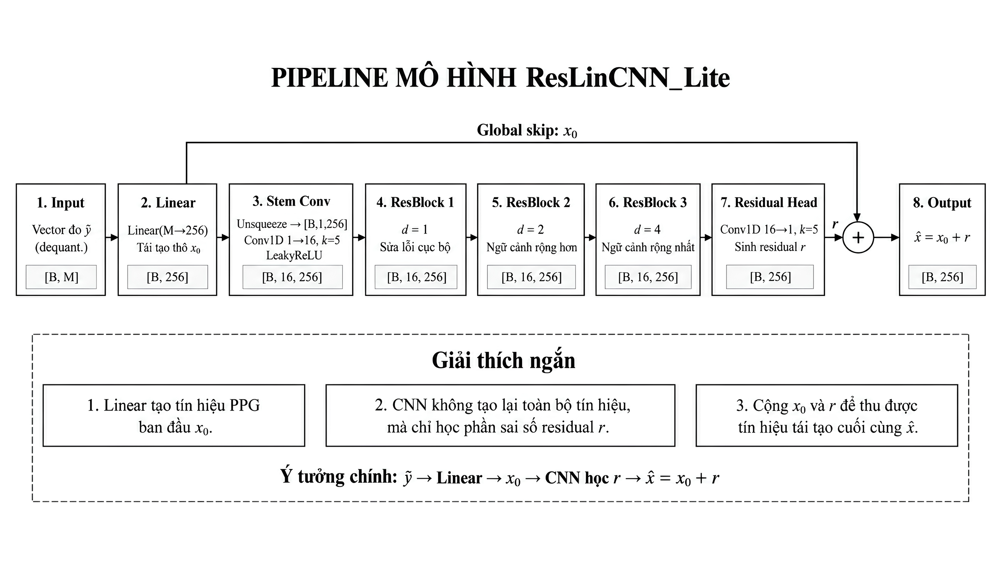 PIPELINE MÔ HÌNH ResLinCNN_Lite
Global skip: x₀
1. Input
Vector đo ỹ
(dequant.)
[B, M]
2. Linear
Linear(M→256)
Tái tạo thô x₀
[B, 256]
3. Stem Conv
Unsqueeze → [B,1,256]
Conv1D 1→16, k=5
LeakyReLU
[B, 16, 256]
4. ResBlock 1
d = 1
Sửa lỗi cục bộ
[B, 16, 256]
5. ResBlock 2
d = 2
Ngữ cảnh rộng hơn
[B, 16, 256]
6. ResBlock 3
d = 4
Ngữ cảnh rộng nhất
[B, 16, 256]
7. Residual Head
Conv1D 16→1, k=5
Sinh residual r
[B, 256]
r
+
8. Output
x̂ = x₀ + r
[B, 256]
Giải thích ngắn
1. Linear tạo tín hiệu PPG
ban đầu x₀.
2. CNN không tạo lại toàn bộ tín hiệu,
mà chỉ học phần sai số residual r.
3. Cộng x₀ và r để thu được
tín hiệu tái tạo cuối cùng x̂.
Ý tưởng chính: ỹ → Linear → x₀ → CNN học r → x̂ = x₀ + r